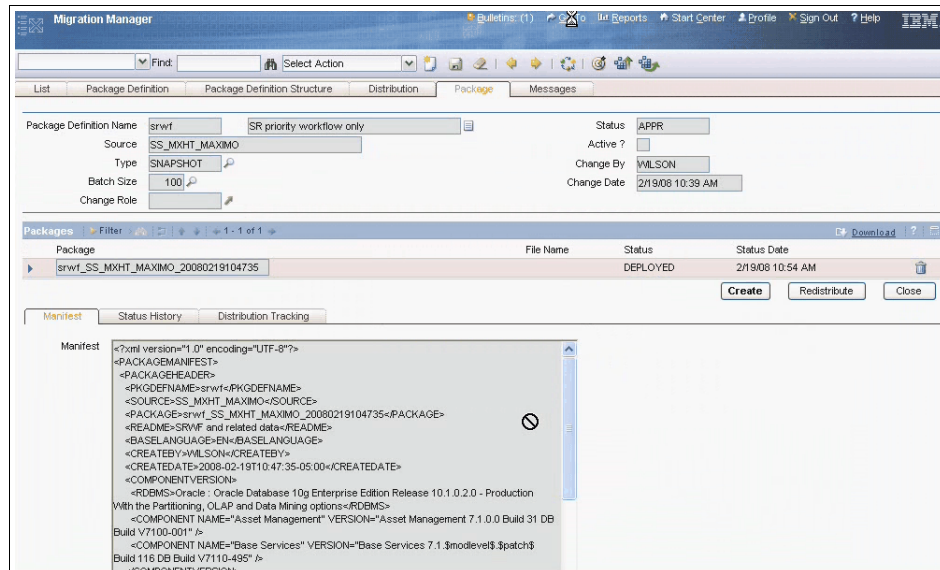 Migration Manager
Bulletins: (1) Go To Reports Start Center Profile Sign Out ? Help IBM
Find: Select Action
List Package Definition Package Definition Structure Distribution Package Messages
Package Definition Name srwf SR priority workflow only Status APPR
Source SS_MXHT_MAXIMO Active ?
Type SNAPSHOT Change By WILSON
Batch Size 100 Change Date 2/19/08 10:39 AM
Change Role
Packages Filter 1 - 1 of 1 Download ?
Package File Name Status Status Date
srwf_SS_MXHT_MAXIMO_20080219104735 DEPLOYED 2/19/08 10:54 AM
Create Redistribute Close
Manifest Status History Distribution Tracking
Manifest <?xml version="1.0" encoding="UTF-8"?>
<PACKAGEMANIFEST>
<PACKAGEHEADER>
<PKGDEFNAME>srwf</PKGDEFNAME>
<SOURCE>SS_MXHT_MAXIMO</SOURCE>
<PACKAGE>srwf_SS_MXHT_MAXIMO_20080219104735</PACKAGE>
<README>SRWF and related data</README>
<BASELANGUAGE>EN</BASELANGUAGE>
<CREATEBY>WILSON</CREATEBY>
<CREATEDATE>2008-02-19T10:47:35-05:00</CREATEDATE>
<COMPONENTVERSION>
<RDBMS>Oracle : Oracle Database 10g Enterprise Edition Release 10.1.0.2.0 - Production
With the Partitioning, OLAP and Data Mining options</RDBMS>
<COMPONENT NAME="Asset Management" VERSION="Asset Management 7.1.0.0 Build 31 DB
Build V7100-001" />
<COMPONENT NAME="Base Services" VERSION="Base Services 7.1.$modlevel$.$patch$
Build 116 DB Build V7110-495" />
</COMPONENTVERSION>